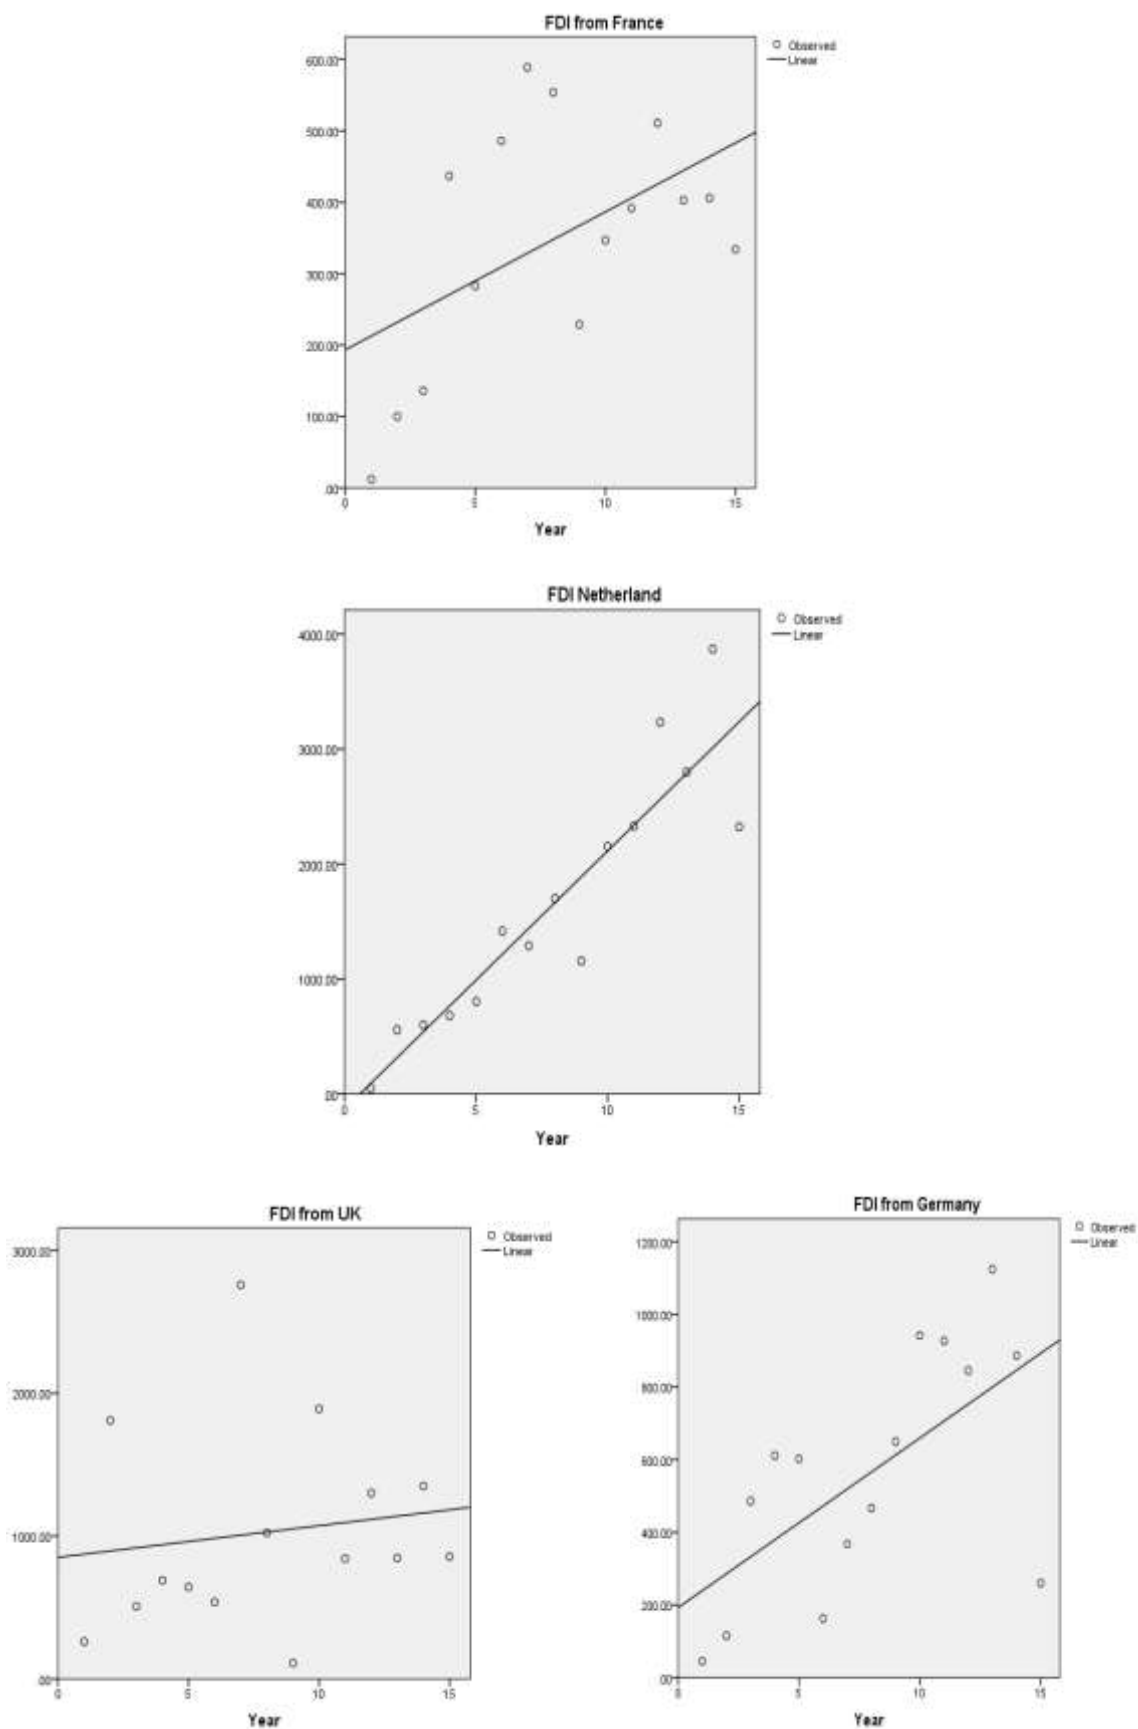 FDI from France
Observed
Linear
600.00
500.00
400.00
300.00
200.00
100.00
.00
0 5 10 15
Year
FDI Netherland
Observed
Linear
4000.00
3000.00
2000.00
1000.00
.00
0 5 10 15
Year
FDI from UK
Observed
Linear
3000.00
2000.00
1000.00
.00
0 5 10 15
Year
FDI from Germany
Observed
Linear
1200.00
1000.00
800.00
600.00
400.00
200.00
.00
0 5 10 15
Year